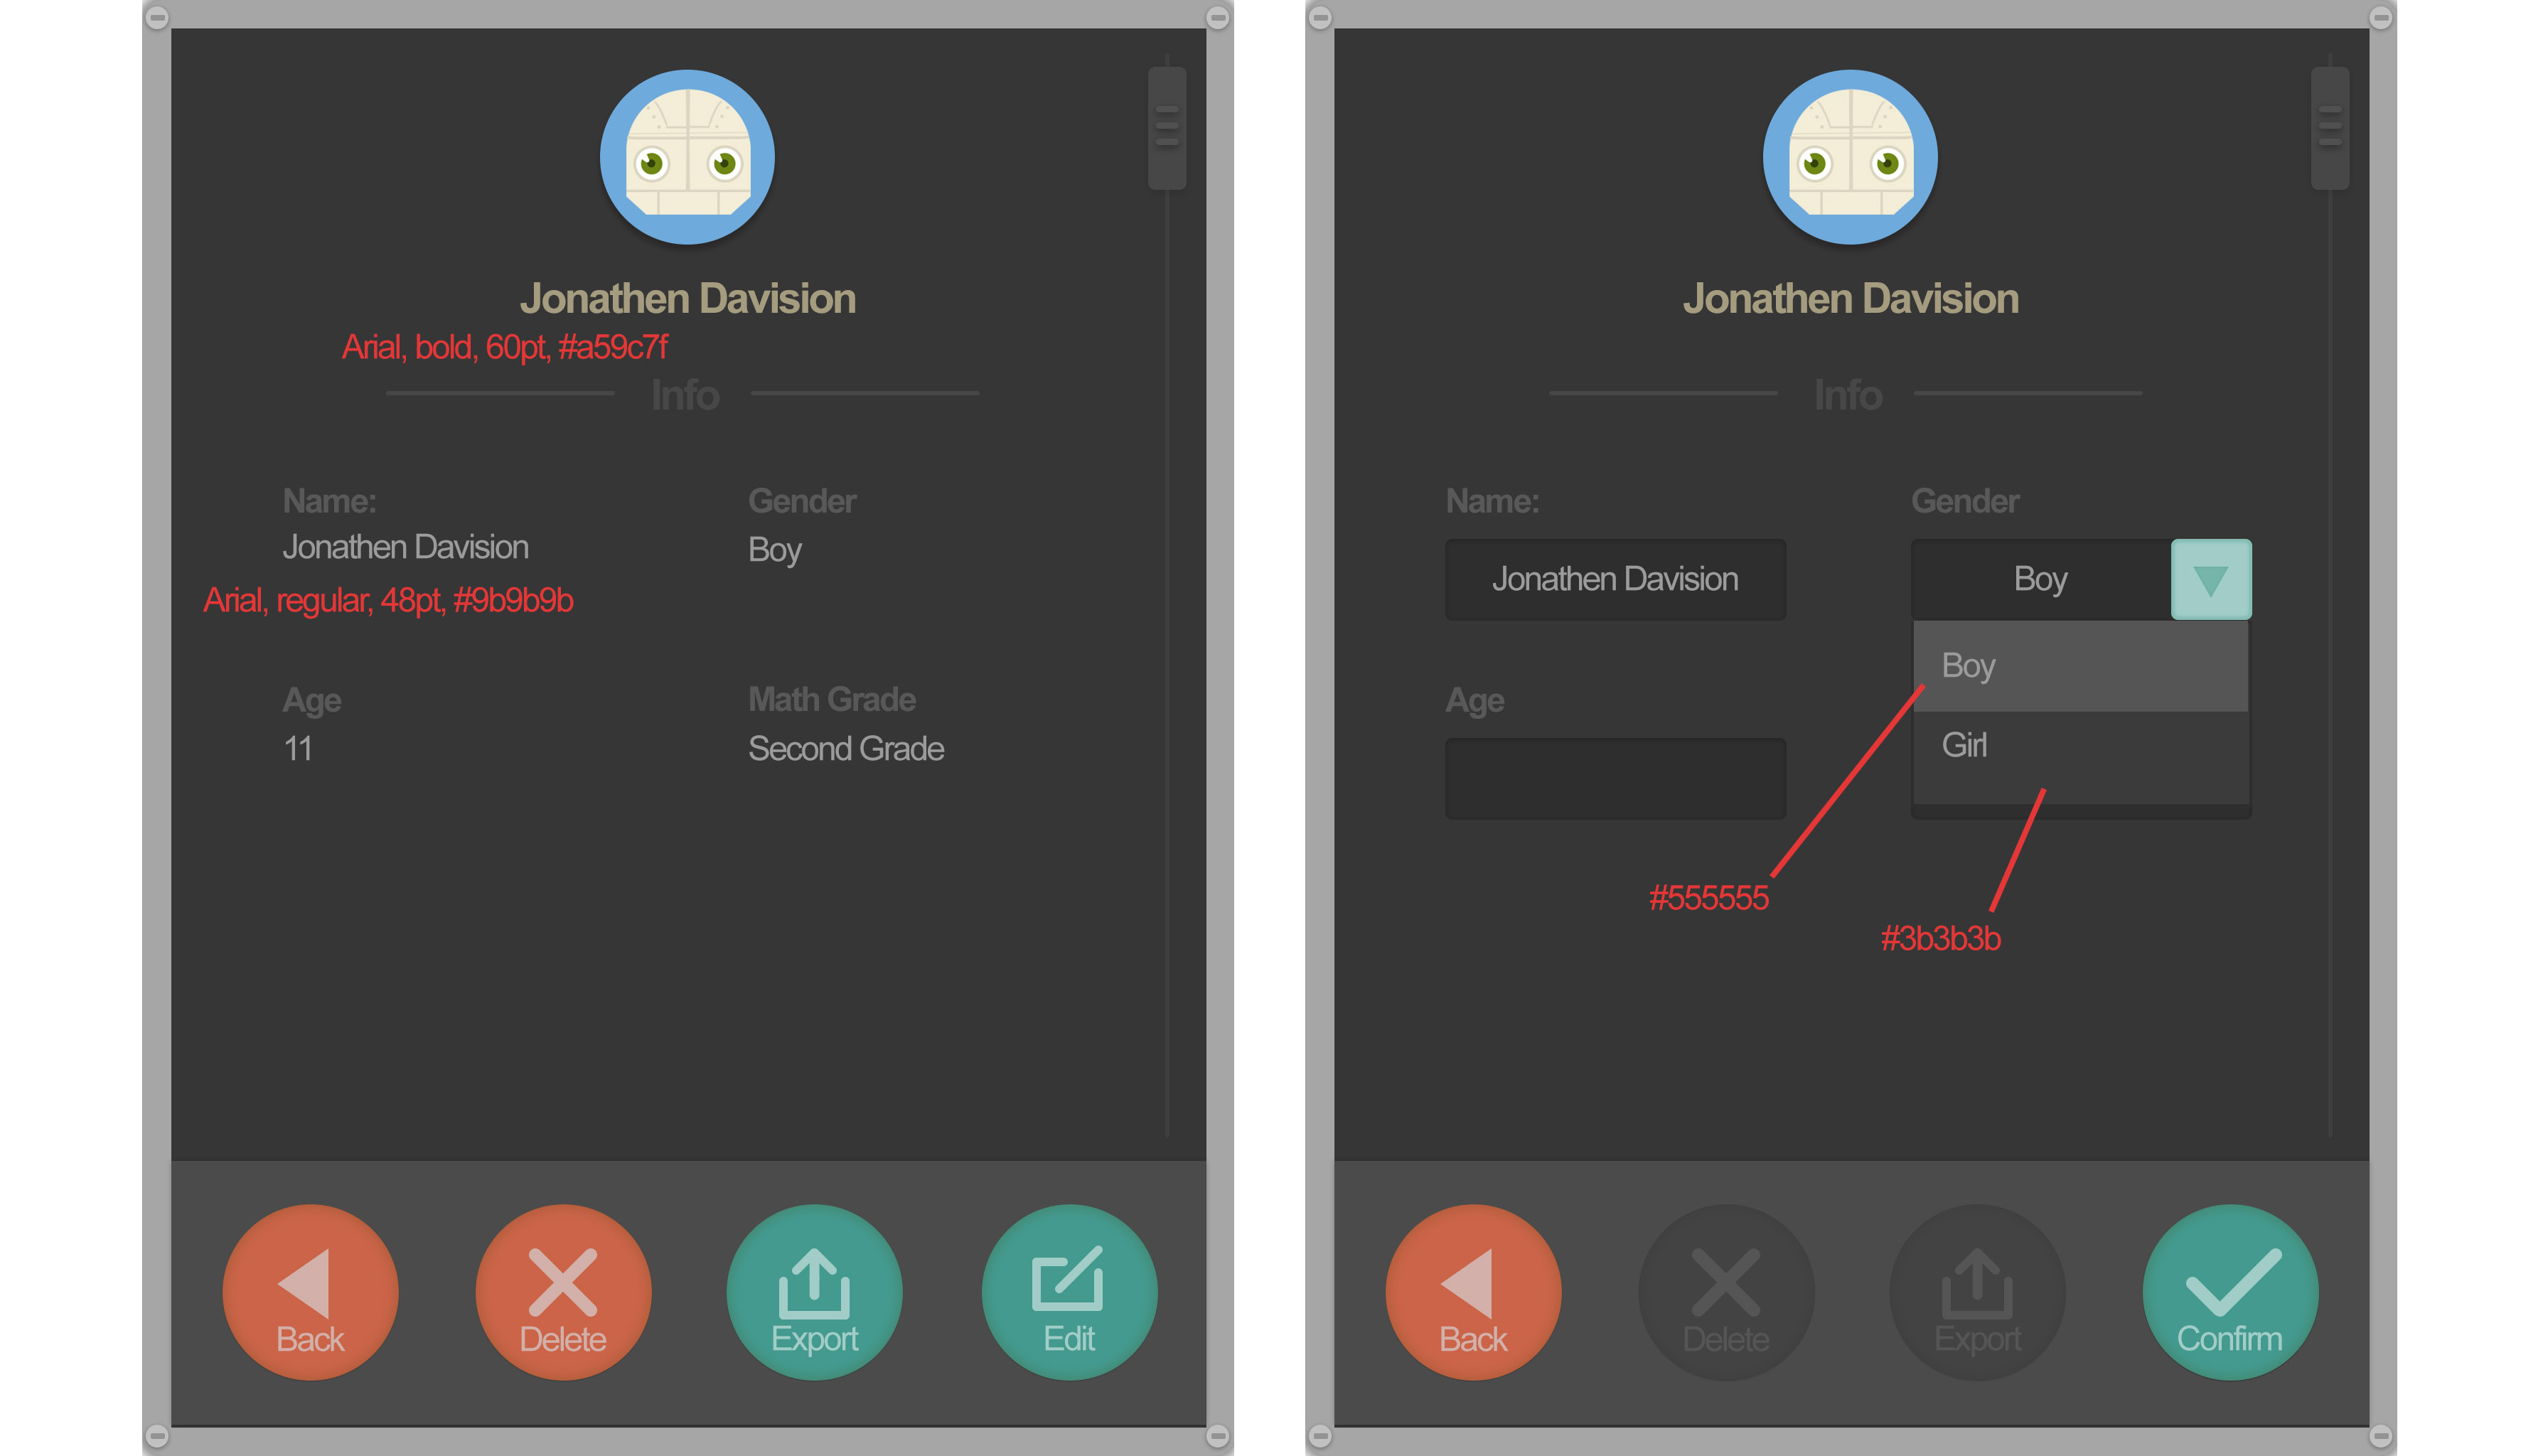 Jonathen Davision
Arial, bold, 60pt, #a59c7f
Info
Name:
Gender
Jonathen Davision
Boy
Arial, regular, 48pt, #9b9b9b
Age
Math Grade
11
Second Grade
Back
Delete
Export
Edit
Jonathen Davision
Info
Name:
Gender
Jonathen Davision
Boy
Boy
Age
Girl
#555555
#3b3b3b
Back
Delete
Export
Confirm